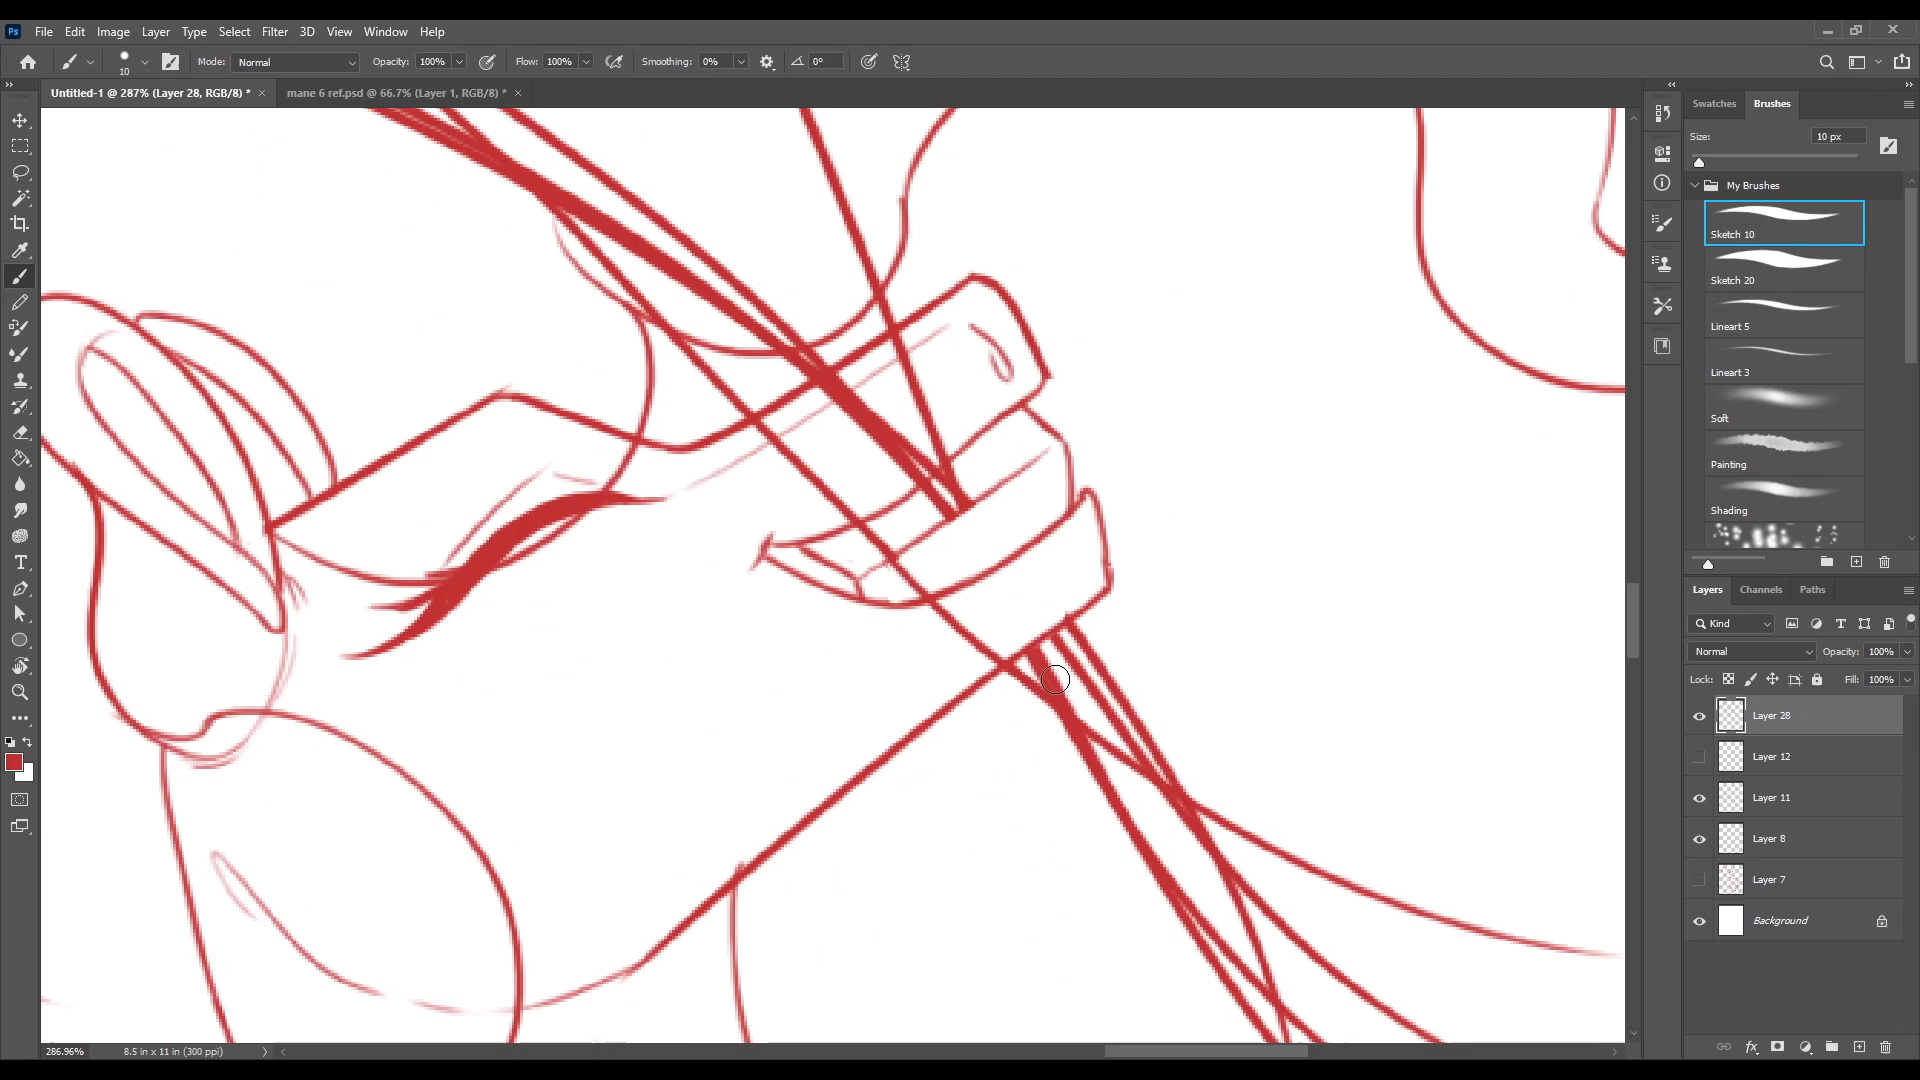 Ps File Edit Image Layer Type Select Filter 3D View Window Help
10 Mode: Normal Opacity: 100% Flow: 100% Smoothing: 0% 0°
Untitled-1 @ 287% (Layer 28, RGB/8) * × mane 6 ref.psd @ 66.7% (Layer 1, RGB/8) * ×
Swatches Brushes
Size: 10 px
My Brushes
Sketch 10
Sketch 20
Lineart 5
Lineart 3
Soft
Painting
Shading
Layers Channels Paths
Kind
Normal Opacity: 100%
Lock: Fill: 100%
Layer 28
Layer 12
Layer 11
Layer 8
Layer 7
Background
286.96% 8.5 in x 11 in (300 ppi)